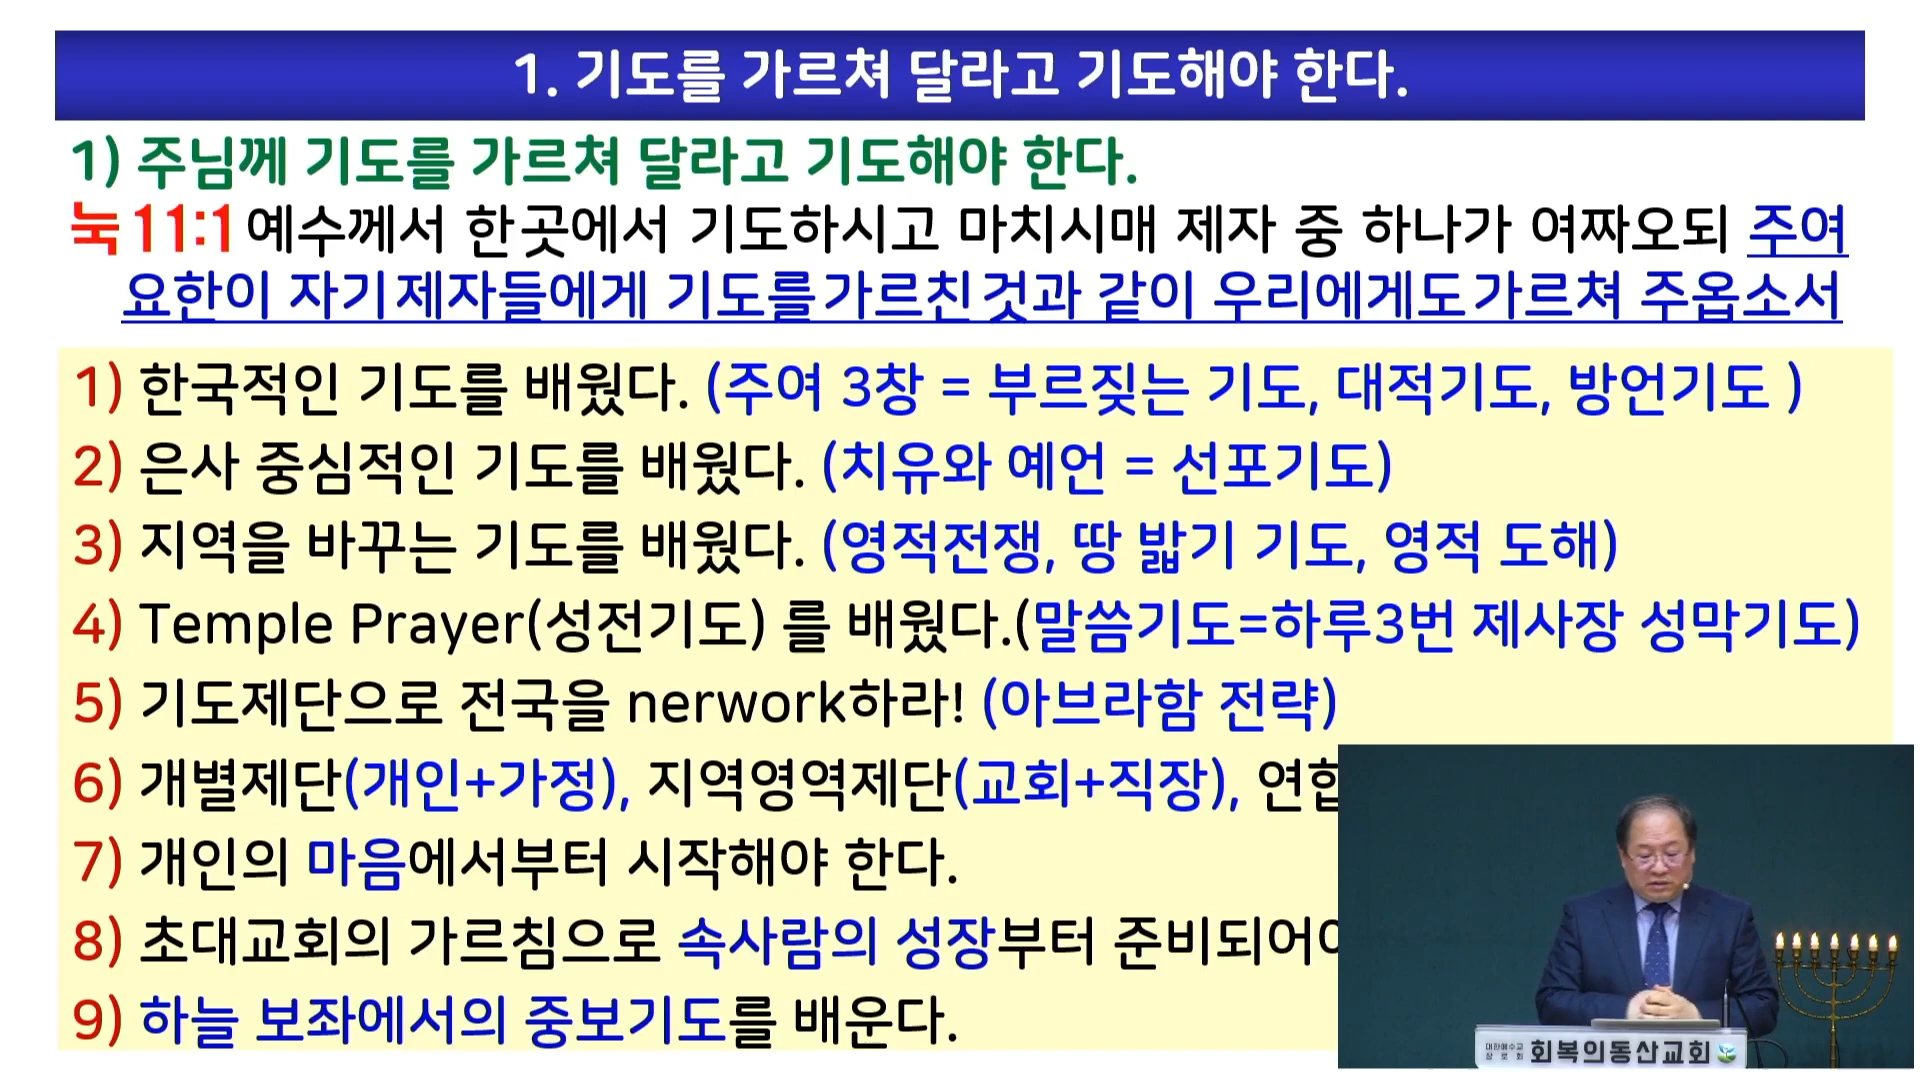 1. 기도를 가르쳐 달라고 기도해야 한다.
1) 주님께 기도를 가르쳐 달라고 기도해야 한다.
눅11:1 예수께서 한곳에서 기도하시고 마치시매 제자 중 하나가 여짜오되 주여
요한이 자기제자들에게 기도를가르친것과 같이 우리에게도가르쳐 주옵소서
1) 한국적인 기도를 배웠다. (주여 3창 = 부르짖는 기도, 대적기도, 방언기도 )
2) 은사 중심적인 기도를 배웠다. (치유와 예언 = 선포기도)
3) 지역을 바꾸는 기도를 배웠다. (영적전쟁, 땅 밟기 기도, 영적 도해)
4) Temple Prayer(성전기도) 를 배웠다.(말씀기도=하루3번 제사장 성막기도)
5) 기도제단으로 전국을 nerwork하라! (아브라함 전략)
6) 개별제단(개인+가정), 지역영역제단(교회+직장), 연합
7) 개인의 마음에서부터 시작해야 한다.
8) 초대교회의 가르침으로 속사람의 성장부터 준비되어야
9) 하늘 보좌에서의 중보기도를 배운다.
대한예수교
장로회
회복의동산교회